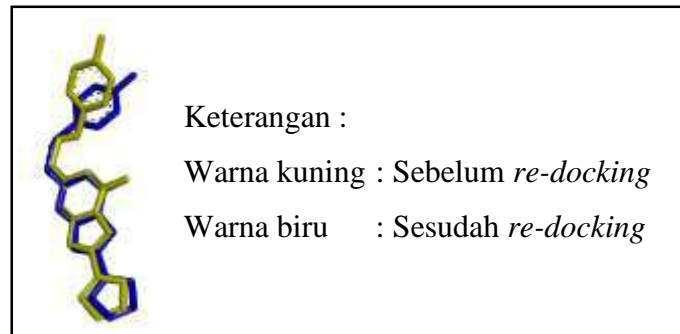 Keterangan :
Warna kuning : Sebelum re-docking
Warna biru : Sesudah re-docking